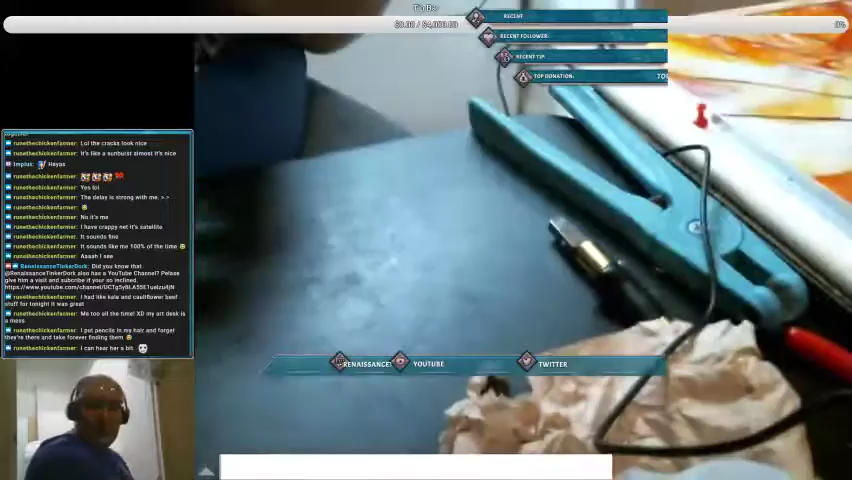 Tip Bar
$0.00 / $4,000.00
0%
RECENT
RECENT FOLLOWER:
RECENT TIP:
TOP DONATION:
runethechickenfarmer: Lol the cracks look nice
runethechickenfarmer: It's like a sunburst almost it's nice
Heyas
runethechickenfarmer:
runethechickenfarmer: Yes lol
runethechickenfarmer: The delay is strong with me. >.>
runethechickenfarmer:
runethechickenfarmer: No it's me
runethechickenfarmer: I have crappy net it's satellite
runethechickenfarmer: It sounds fine
runethechickenfarmer: It sounds like me 100% of the time
runethechickenfarmer: Aaaah I see
RenaissanceTinkerDork: Did you know that
@RenaissanceTinkerDork also has a YouTube Channel? Please
give him a visit and subcribe if your so inclined.
runethechickenfarmer: I had like kale and cauliflower beef
stuff for tonight it was great
runethechickenfarmer: Me too all the time! XD my art desk is
a mess
runethechickenfarmer: I put pencils in my hair and forget
they're there and take forever finding them
runethechickenfarmer: I can hear her a bit
RENAISSANCE
YOUTUBE
TWITTER